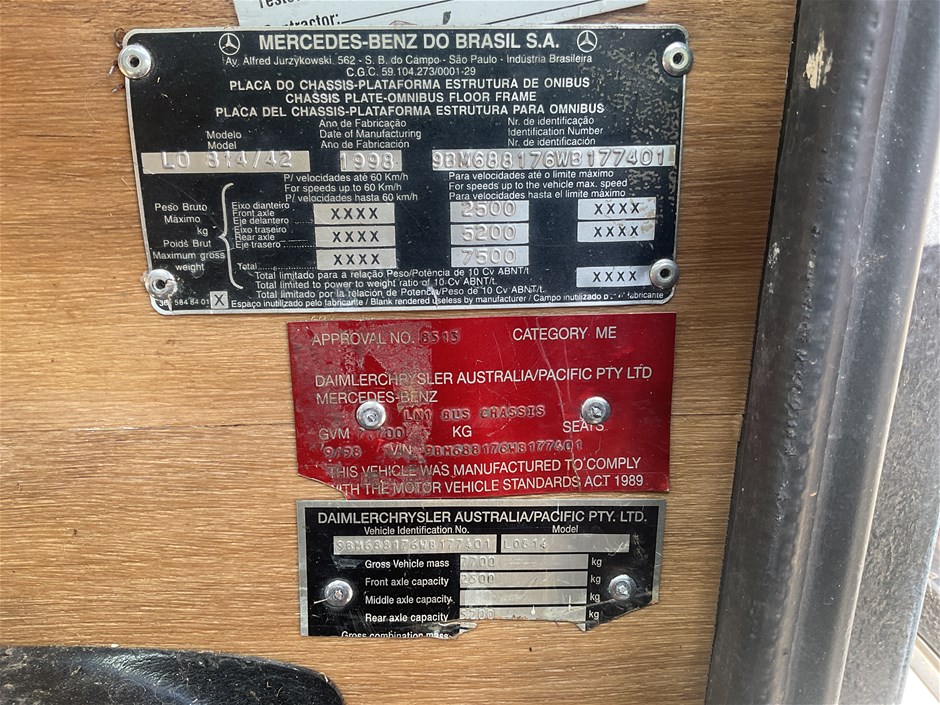 Contractor:
MERCEDES-BENZ DO BRASIL S.A.
Av. Alfred Jurzykowski, 562 - S. B. do Campo - São Paulo - Indústria Brasileira
C.G.C. 59.104.273/0001-29
PLACA DO CHASSIS-PLATAFORMA ESTRUTURA DE ONIBUS
CHASSIS PLATE-OMNIBUS FLOOR FRAME
PLACA DEL CHASSIS-PLATAFORMA ESTRUTURA PARA OMNIBUS
Modelo
Model
LO 814/42
Ano de Fabricação
Date of Manufacturing
Ano de Fabricación
1998
Nr. de identificação
Identification Number
Nr. de identificación
9BM688176WB177401
P/ velocidades até 60 Km/h
For speeds up to 60 Km/h
P/ velocidades hasta 60 km/h
Para velocidades até o limite máximo
For speeds up to the vehicle max. speed
Para velocidades hasta el limite máximo
Peso Bruto
Máximo
kg
Poids Brut
Maximum gross
weight
Eixo dianteiro
Front axle
Eje delantero
XXXX 2500 XXXX
Eixo traseiro
Rear axle
Eje trasero
XXXX 5200 XXXX
Total
XXXX 7500
Total limitado para a relação Peso/Potência de 10 Cv ABNT/t
Total limited to power to weight ratio of 10 Cv ABNT/t.
Total limitado por la relación de Potencia/Peso de 10 Cv ABNT/t.
XXXX
584 84 01 X
Espaço inutilizado pelo fabricante / Blank rendered useless by manufacturer / Campo inutilizado fabricante
APPROVAL NO. 8513 CATEGORY ME
DAIMLERCHRYSLER AUSTRALIA/PACIFIC PTY LTD
MERCEDES-BENZ
LN1 BUS CHASSIS
GVM KG SEATS
9/98 VIN 9BM688176WB177401
THIS VEHICLE WAS MANUFACTURED TO COMPLY
WITH THE MOTOR VEHICLE STANDARDS ACT 1989
DAIMLERCHRYSLER AUSTRALIA/PACIFIC PTY. LTD.
Vehicle Identification No. Model
9BM688176WB177401 LO814
Gross Vehicle mass 7700 kg
Front axle capacity 2500 kg
Middle axle capacity kg
Rear axle capacity 5200 kg
Gross combination mass